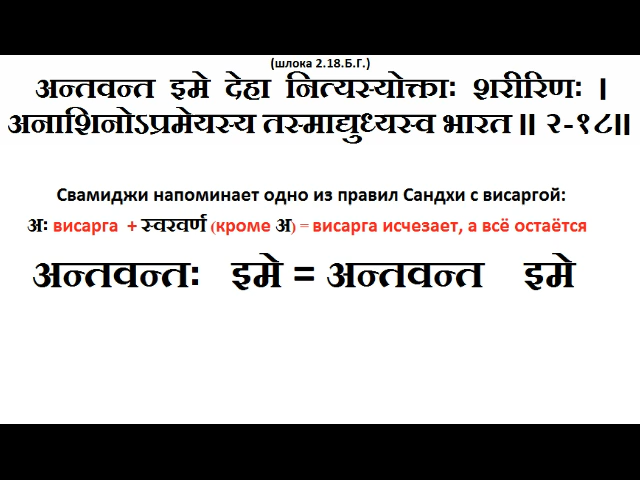 (шлока 2.18.Б.Г.)
अन्तवन्त इमे देहा नित्यस्योक्ताः शरीरिणः ।
अनाशिनोऽप्रमेयस्य तस्माद्युध्यस्व भारत ॥ २-१८॥
Свамиджи напоминает одно из правил Сандхи с висаргой:
अः висарга + स्वरवर्ण (кроме अ) = висарга исчезает, а всё остаётся
अन्तवन्तः इमे = अन्तवन्त इमे